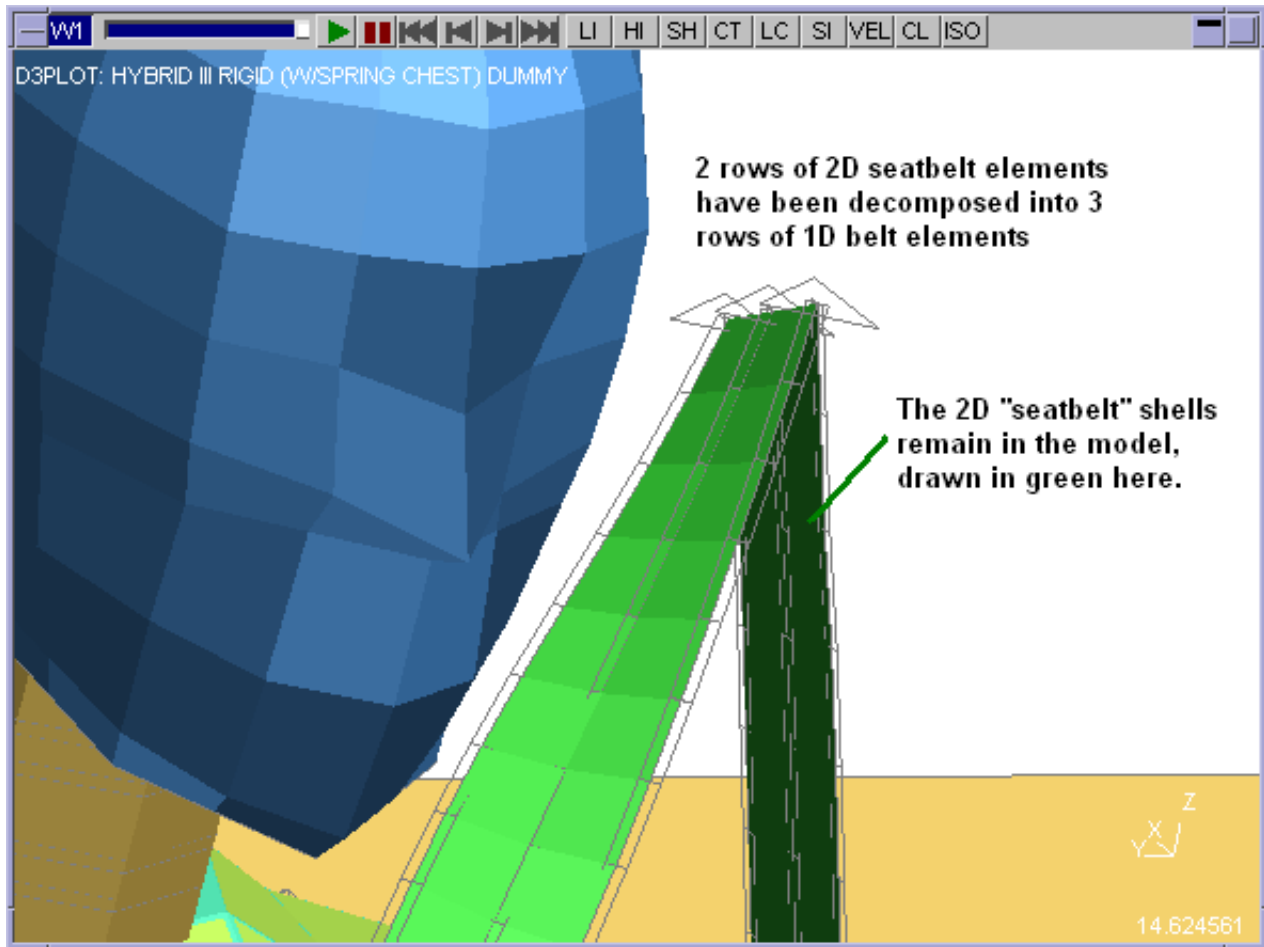 W1 LI HI SH CT LC SI VEL CL ISO
D3PLOT: HYBRID III RIGID (W/SPRING CHEST) DUMMY
2 rows of 2D seatbelt elements
have been decomposed into 3
rows of 1D belt elements
The 2D "seatbelt" shells
remain in the model,
drawn in green here.
Z
X
Y
14.624561